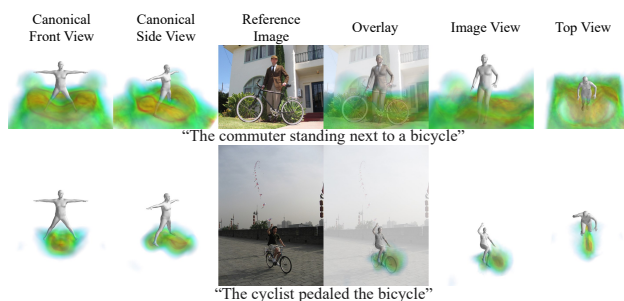 Canonical Front View
Canonical Side View
Reference Image
Overlay
Image View
Top View
“The commuter standing next to a bicycle”
“The cyclist pedaled the bicycle”